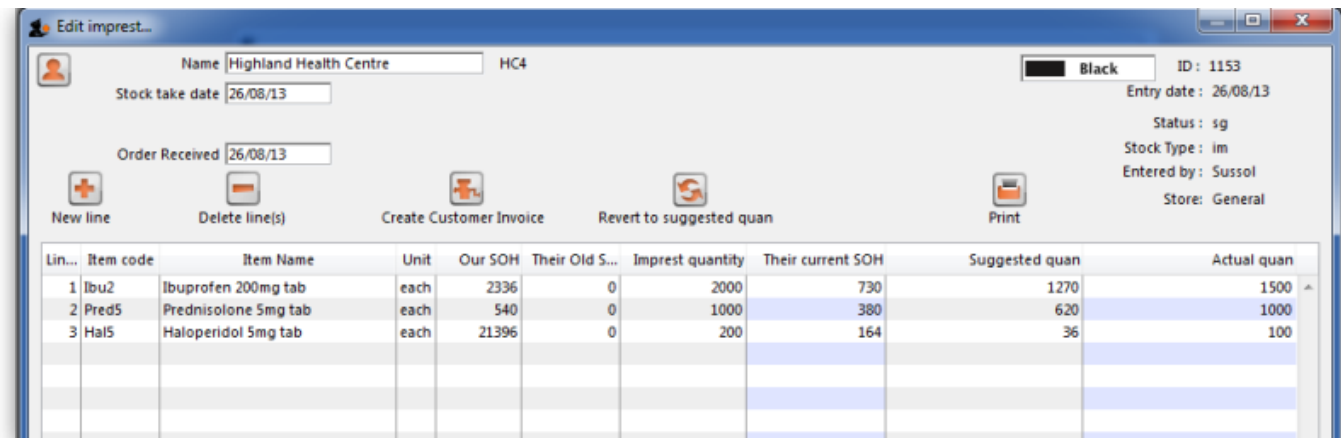 Edit imprest...
Name Highland Health Centre HC4 Black ID: 1153
Stock take date 26/08/13 Entry date: 26/08/13
Status: sg
Order Received 26/08/13 Stock Type: im
Entered by: Sussol
Store: General
New line Delete line(s) Create Customer Invoice Revert to suggested quan Print
Lin... Item code Item Name Unit Our SOH Their Old S... Imprest quantity Their current SOH Suggested quan Actual quan
1 Ibu2 Ibuprofen 200mg tab each 2336 0 2000 730 1270 1500
2 Pred5 Prednisolone 5mg tab each 540 0 1000 380 620 1000
3 Hal5 Haloperidol 5mg tab each 21396 0 200 164 36 100